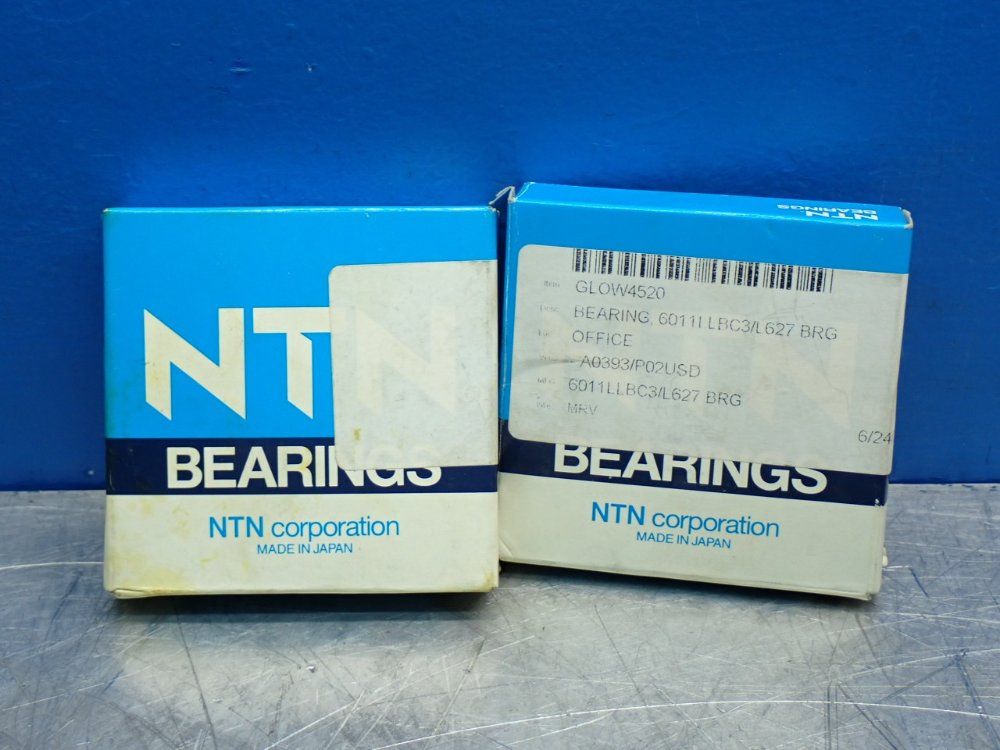 NTN
BEARINGS
NTN corporation
MADE IN JAPAN
NTN
BEARINGS
GLOW4520
BEARING, 6011LLBC3/L627 BRG
OFFICE
A0393/P02USD
6011LLBC3/L627 BRG
MRV
6/24
BEARINGS
NTN corporation
MADE IN JAPAN